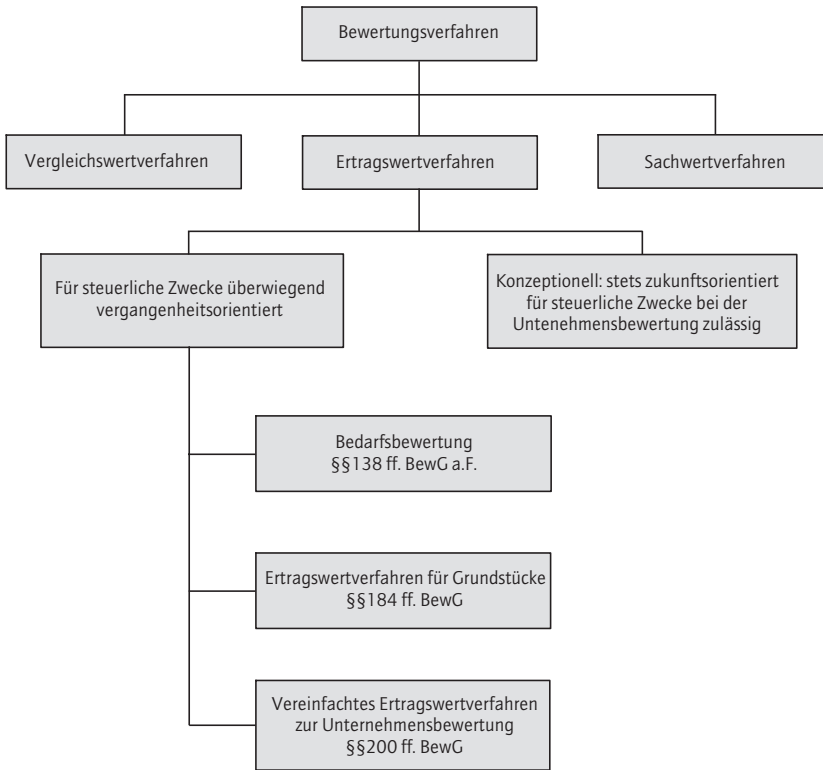 Bewertungsverfahren
Vergleichswertverfahren
Ertragswertverfahren
Sachwertverfahren
Für steuerliche Zwecke überwiegend
vergangenheitsorientiert
Konzeptionell: stets zukunftsorientiert
für steuerliche Zwecke bei der
Untenehmensbewertung zulässig
Bedarfsbewertung
§§138 ff. BewG a.F.
Ertragswertverfahren für Grundstücke
§§184 ff. BewG
Vereinfachtes Ertragswertverfahren
zur Unternehmensbewertung
§§200 ff. BewG